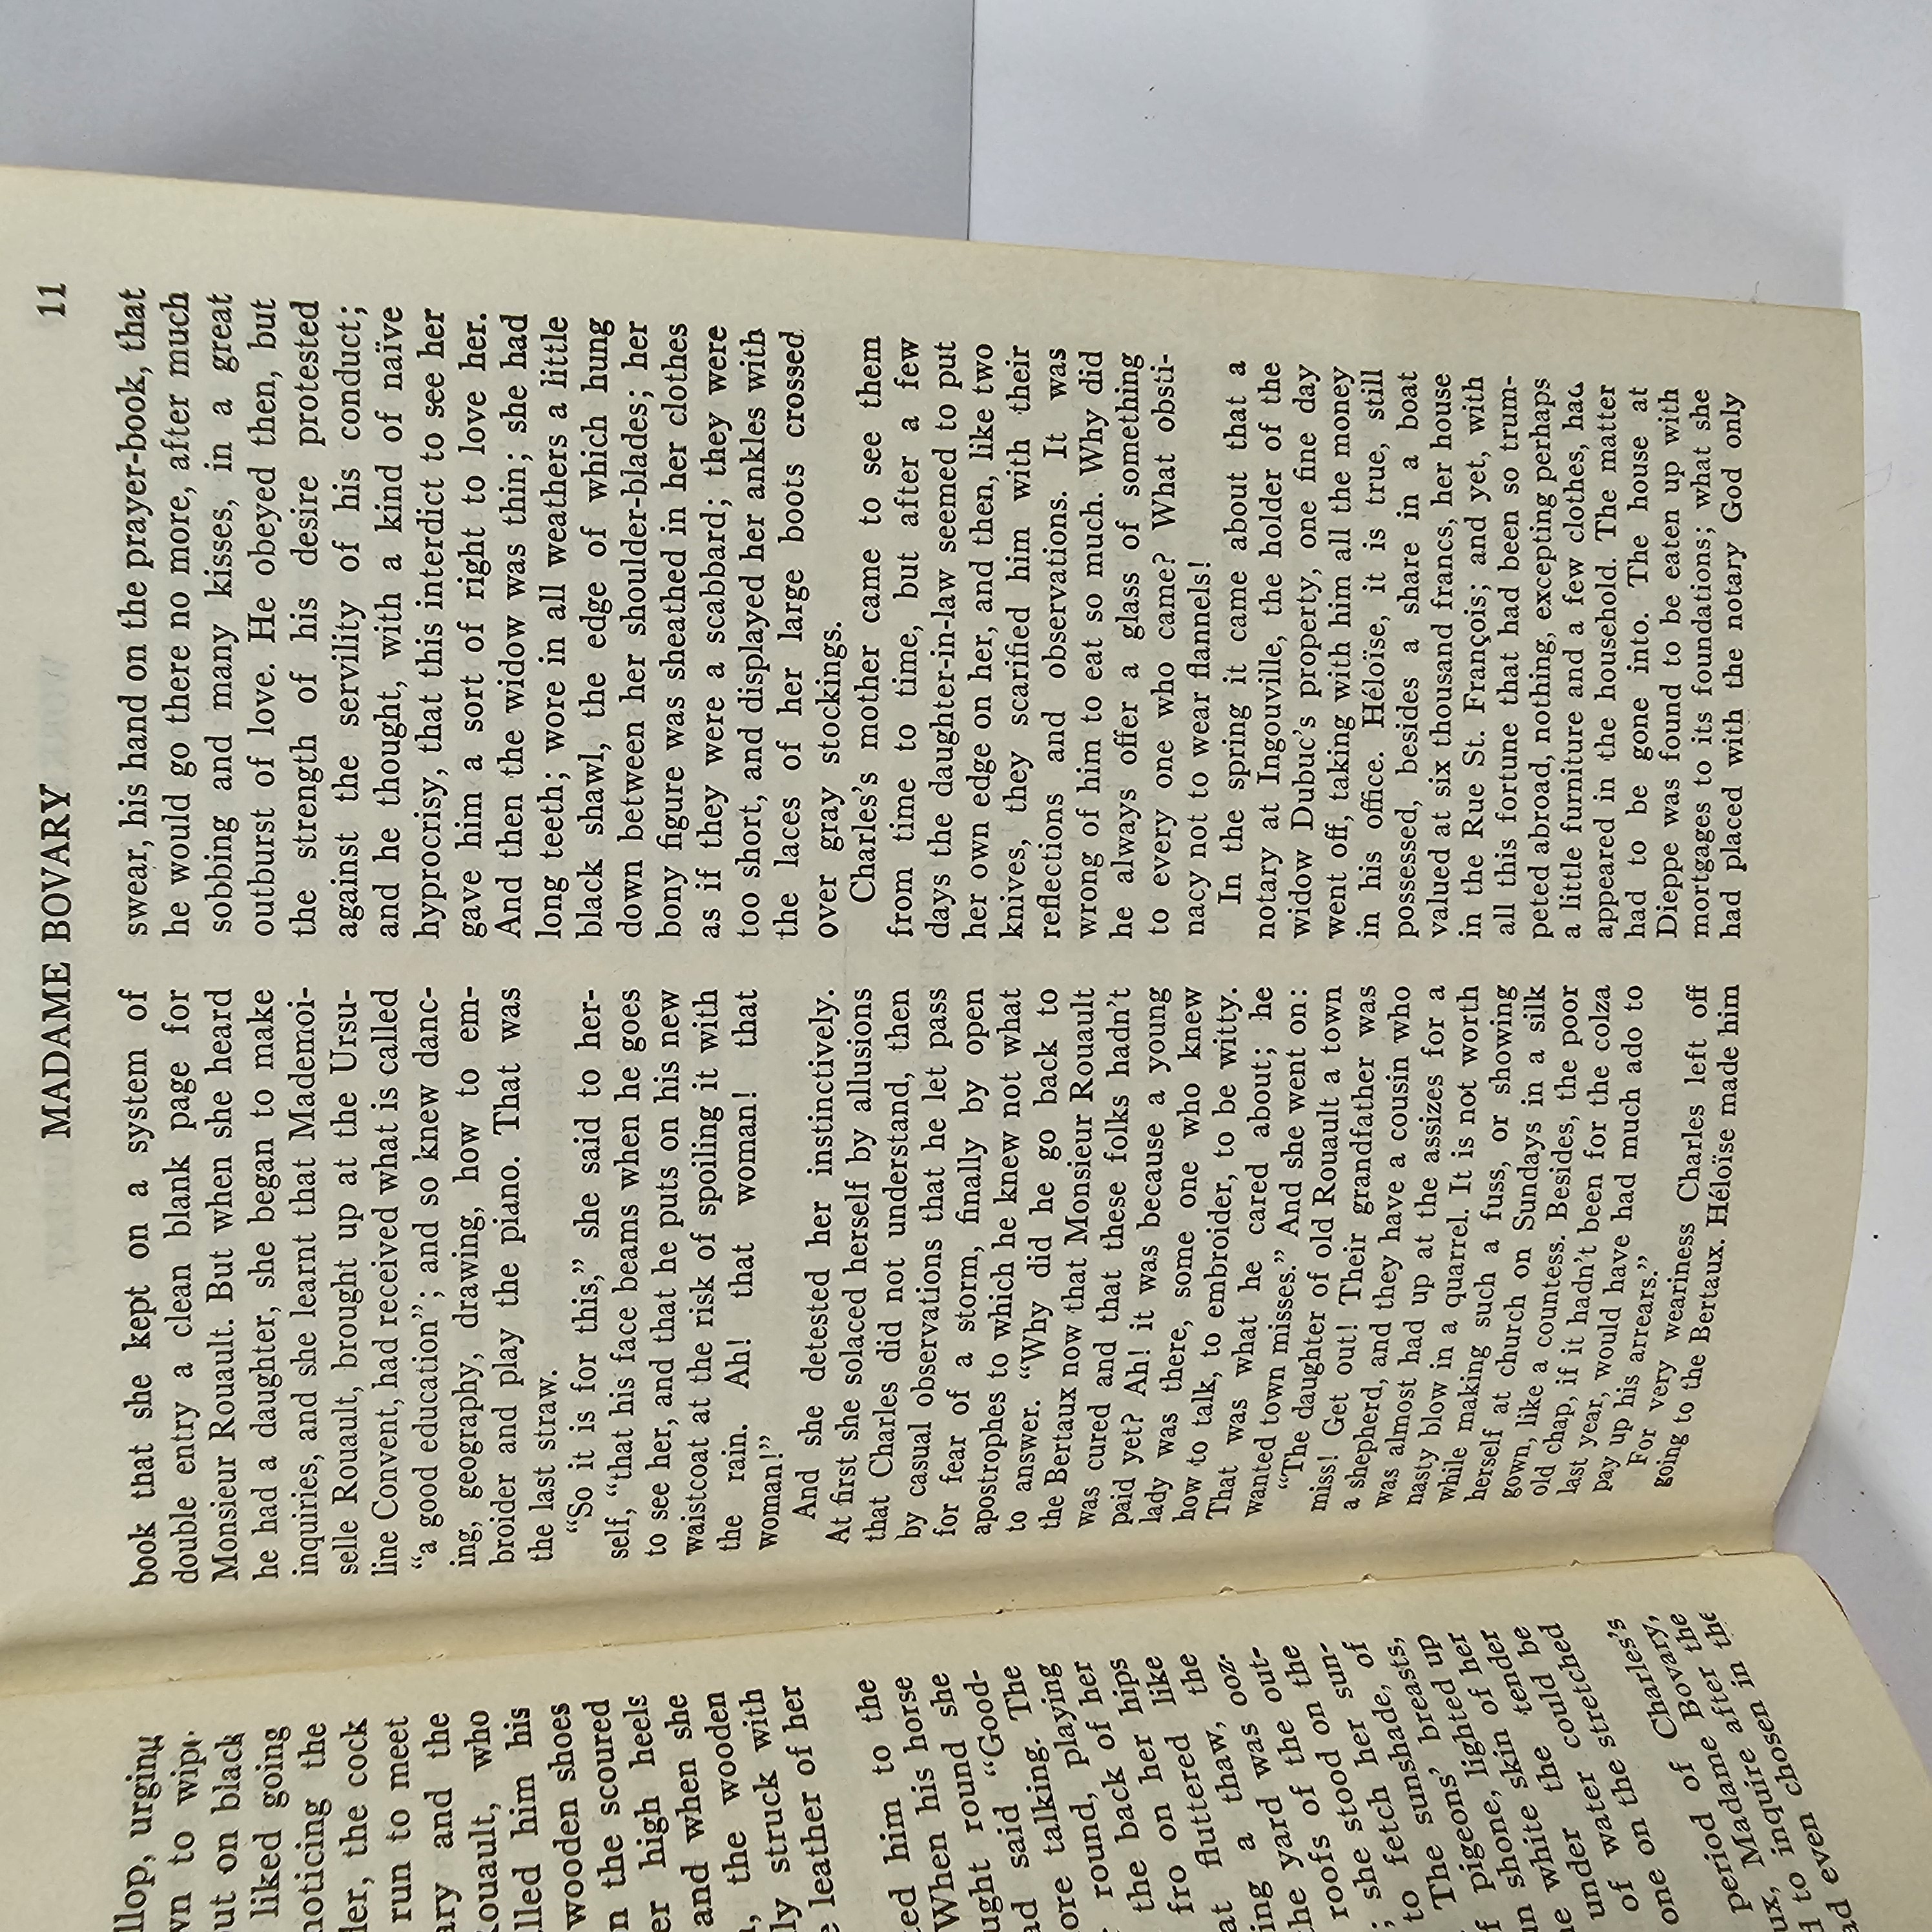 llop, urging
to wipe
ut on black
liked going
noticing the
the cock
run to meet
and the
ouault, who
lled him his
wooden shoes
n the scoured
er high heels
and when she
the wooden
ly struck with
leather of her
ted him to the
When his horse
ught round she
said "Good-
ore talking. The
round, playing
the back of her
fro on her hips
at fluttered like
ing a thaw, the
the yard was ooz-
roofs of the out-
; she stood on the
to fetch her sun-
The sunshade, of
f pigeons' breasts,
shone, lighted up
white skin of her
under the tender
of water could be
one on the stretched
period of Charles's
ux, Madame Bovary,
to inquire after the
even chosen in the
MADAME BOVARY 11
book that she kept on a system of
double entry a clean blank page for
Monsieur Rouault. But when she heard
he had a daughter, she began to make
inquiries, and she learnt that Mademoi-
selle Rouault, brought up at the Ursu-
line Convent, had received what is called
"a good education"; and so knew danc-
ing, geography, drawing, how to em-
broider and play the piano. That was
the last straw.
"So it is for this," she said to her-
self, "that his face beams when he goes
to see her, and that he puts on his new
waistcoat at the risk of spoiling it with
the rain. Ah! that woman! that
woman!"
And she detested her instinctively.
At first she solaced herself by allusions
that Charles did not understand, then
by casual observations that he let pass
for fear of a storm, finally by open
apostrophes to which he knew not what
to answer. "Why did he go back to
the Bertaux now that Monsieur Rouault
was cured and that these folks hadn't
paid yet? Ah! it was because a young
lady was there, some one who knew
how to talk, to embroider, to be witty.
That was what he cared about; he
wanted town misses." And she went on:
"The daughter of old Rouault a town
miss! Get out! Their grandfather was
a shepherd, and they have a cousin who
was almost had up at the assizes for a
nasty blow in a quarrel. It is not worth
while making such a fuss, or showing
herself at church on Sundays in a silk
gown, like a countess. Besides, the poor
old chap, if it hadn't been for the colza
last year, would have had much ado to
pay up his arrears."
For very weariness Charles left off
going to the Bertaux. Héloïse made him
swear, his hand on the prayer-book, that
he would go there no more, after much
sobbing and many kisses, in a great
outburst of love. He obeyed then, but
the strength of his desire protested
against the servility of his conduct;
and he thought, with a kind of naïve
hyprocrisy, that this interdict to see her
gave him a sort of right to love her.
And then the widow was thin; she had
long teeth; wore in all weathers a little
black shawl, the edge of which hung
down between her shoulder-blades; her
bony figure was sheathed in her clothes
as if they were a scabbard; they were
too short, and displayed her ankles with
the laces of her large boots crossed
over gray stockings.
Charles's mother came to see them
from time to time, but after a few
days the daughter-in-law seemed to put
her own edge on her, and then, like two
knives, they scarified him with their
reflections and observations. It was
wrong of him to eat so much. Why did
he always offer a glass of something
to every one who came? What obsti-
nacy not to wear flannels!
In the spring it came about that a
notary at Ingouville, the holder of the
widow Dubuc's property, one fine day
went off, taking with him all the money
in his office. Héloïse, it is true, still
possessed, besides a share in a boat
valued at six thousand francs, her house
in the Rue St. François; and yet, with
all this fortune that had been so trum-
peted abroad, nothing, excepting perhaps
a little furniture and a few clothes, had
appeared in the household. The matter
had to be gone into. The house at
Dieppe was found to be eaten up with
mortgages to its foundations; what she
had placed with the notary God only